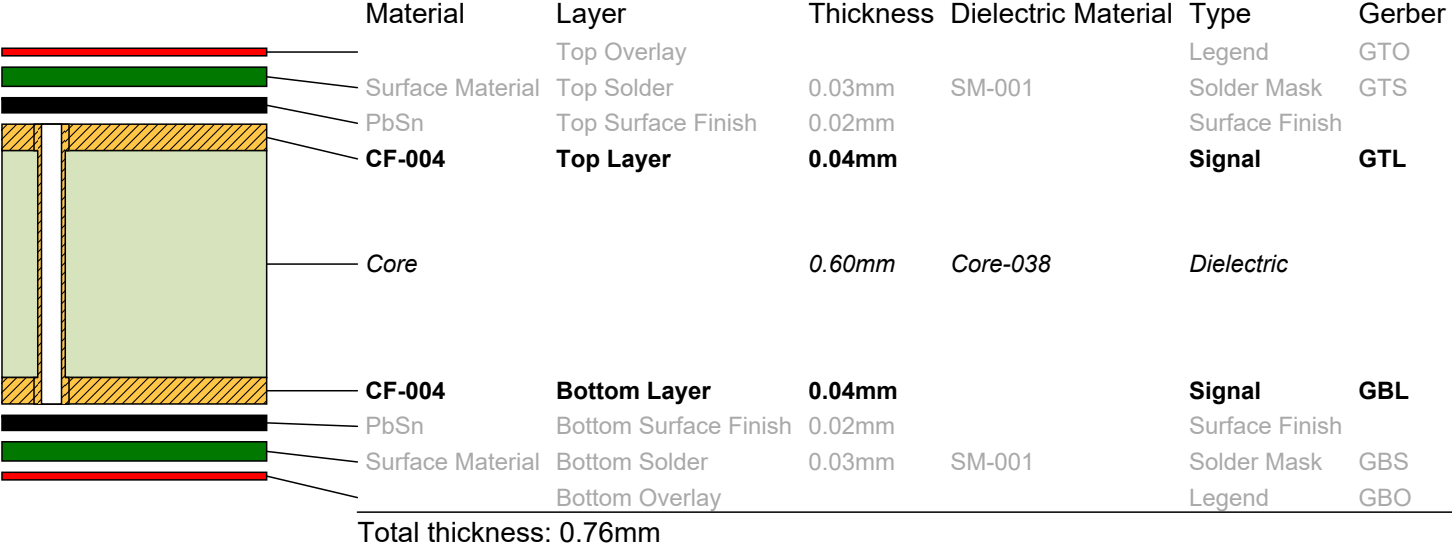 Material Layer Thickness Dielectric Material Type Gerber
Top Overlay Legend GTO
Surface Material Top Solder 0.03mm SM-001 Solder Mask GTS
PbSn Top Surface Finish 0.02mm Surface Finish
CF-004 Top Layer 0.04mm Signal GTL
Core 0.60mm Core-038 Dielectric
CF-004 Bottom Layer 0.04mm Signal GBL
PbSn Bottom Surface Finish 0.02mm Surface Finish
Surface Material Bottom Solder 0.03mm SM-001 Solder Mask GBS
Bottom Overlay Legend GBO
Total thickness: 0.76mm